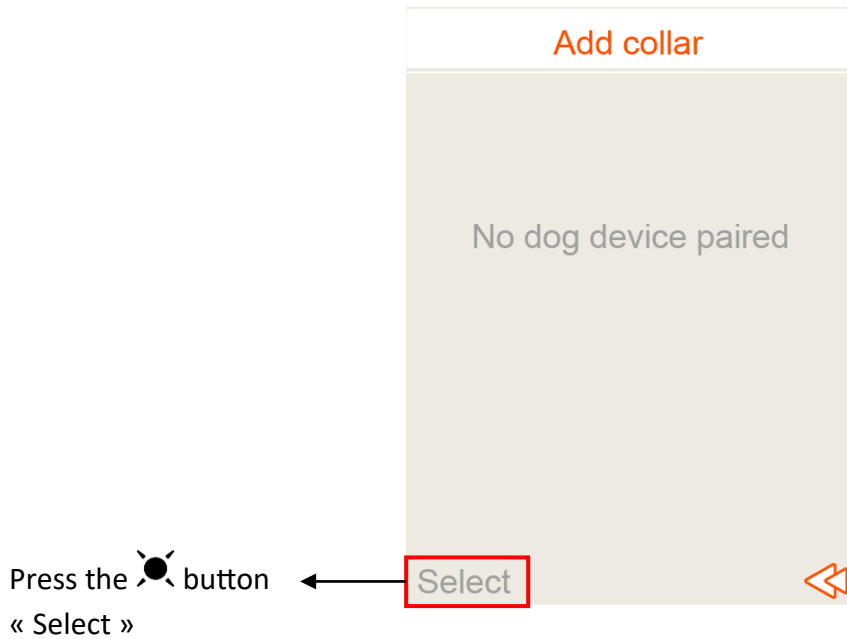 Add collar
No dog device paired
Select
Press the button
« Select »